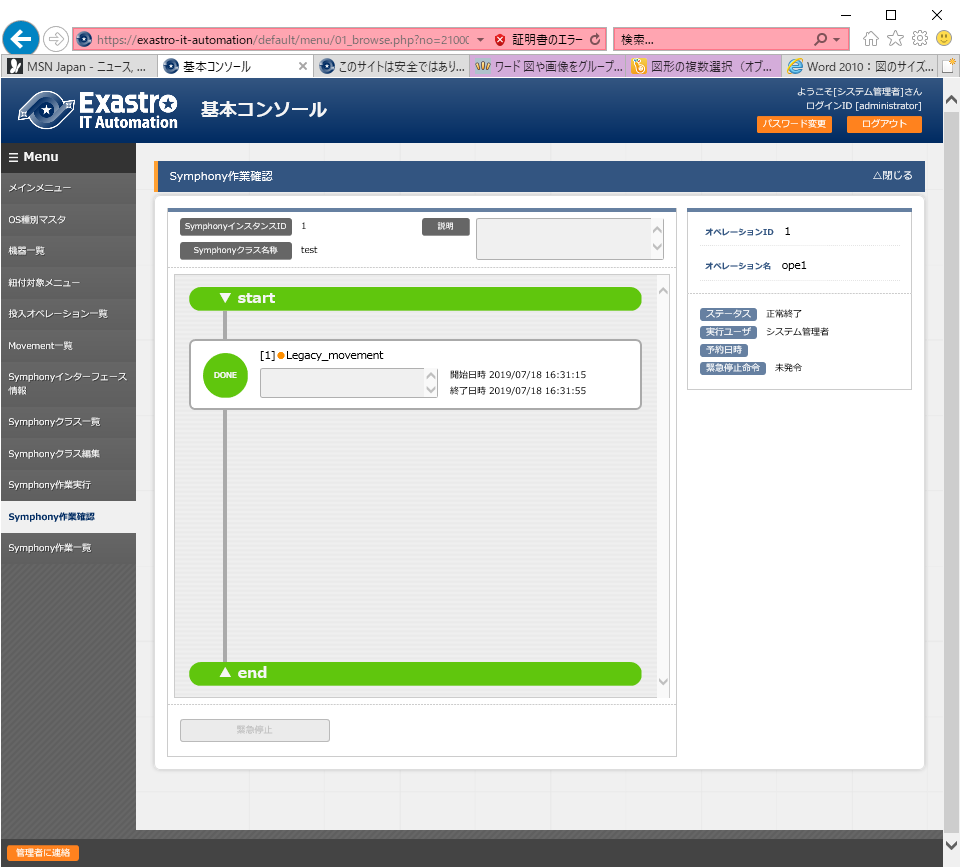 https://exastro-it-automation/default/menu/01_browse.php?no=2100 証明書のエラー 検索...
MSN Japan - ニュース, ... 基本コンソール このサイトは安全ではあり... ワード 図や画像をグループ... 図形の複数選択（オブ... Word 2010：図のサイズ...
Exastro
IT Automation
基本コンソール
ようこそ[システム管理者]さん
ログインID [administrator]
パスワード変更 ログアウト
☰ Menu
メインメニュー
OS種別マスタ
機器一覧
紐付対象メニュー
投入オペレーション一覧
Movement一覧
Symphonyインターフェース
情報
Symphonyクラス一覧
Symphonyクラス編集
Symphony作業実行
Symphony作業確認
Symphony作業一覧
Symphony作業確認 △閉じる
SymphonyインスタンスID 1 説明
Symphonyクラス名称 test
▼ start
DONE
[1]●Legacy_movement
開始日時 2019/07/18 16:31:15
終了日時 2019/07/18 16:31:55
▲ end
緊急停止
オペレーションID 1
オペレーション名 ope1
ステータス 正常終了
実行ユーザ システム管理者
予約日時
緊急停止命令 未発令
管理者に連絡